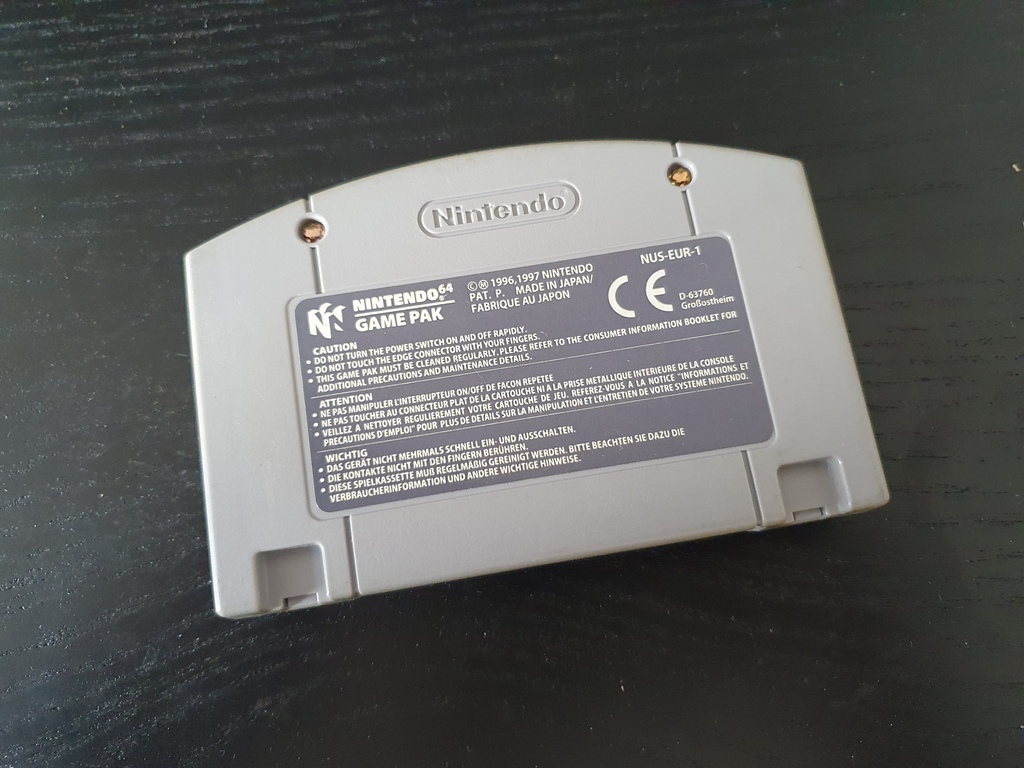 Nintendo®
NUS-EUR-1
NINTENDO64®
GAME PAK
©Ⓜ 1996,1997 NINTENDO
PAT. P. MADE IN JAPAN/
FABRIQUE AU JAPON
CE
D-63760
Großostheim
CAUTION
• DO NOT TURN THE POWER SWITCH ON AND OFF RAPIDLY.
• DO NOT TOUCH THE EDGE CONNECTOR WITH YOUR FINGERS.
• THIS GAME PAK MUST BE CLEANED REGULARLY. PLEASE REFER TO THE CONSUMER INFORMATION BOOKLET FOR
ADDITIONAL PRECAUTIONS AND MAINTENANCE DETAILS.
ATTENTION
• NE PAS MANIPULER L'INTERRUPTEUR ON/OFF DE FACON REPETEE
• NE PAS TOUCHER AU CONNECTEUR PLAT DE LA CARTOUCHE NI A LA PRISE METALLIQUE INTERIEURE DE LA CONSOLE
• VEILLEZ A NETTOYER REGULIEREMENT VOTRE CARTOUCHE DE JEU. REFEREZ-VOUS A LA NOTICE "INFORMATIONS ET
PRECAUTIONS D'EMPLOI" POUR PLUS DE DETAILS SUR LA MANIPULATION ET L'ENTRETIEN DE VOTRE SYSTEME NINTENDO.
WICHTIG
• DAS GERÄT NICHT MEHRMALS SCHNELL EIN- UND AUSSCHALTEN.
• DIE KONTAKTE NICHT MIT DEN FINGERN BERÜHREN.
• DIESE SPIELKASSETTE MUß REGELMÄßIG GEREINIGT WERDEN. BITTE BEACHTEN SIE DAZU DIE
VERBRAUCHERINFORMATION UND ANDERE WICHTIGE HINWEISE.